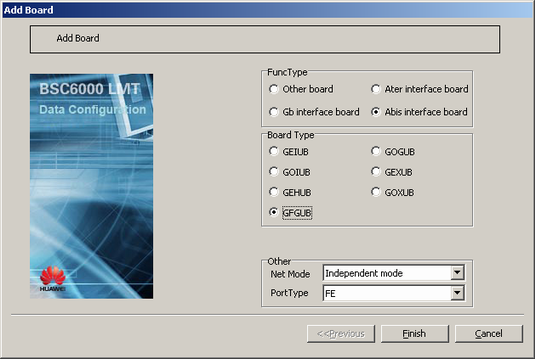 Add Board
Add Board
BSC6000 LMT
Data Configuration
HUAWEI
FuncType
Other board
Ater interface board
Gb interface board
Abis interface board
Board Type
GEIUB
GOGUB
GOIUB
GEXUB
GEHUB
GOXUB
GFGUB
Other
Net Mode
Independent mode
PortType
FE
<<Previous
Finish
Cancel